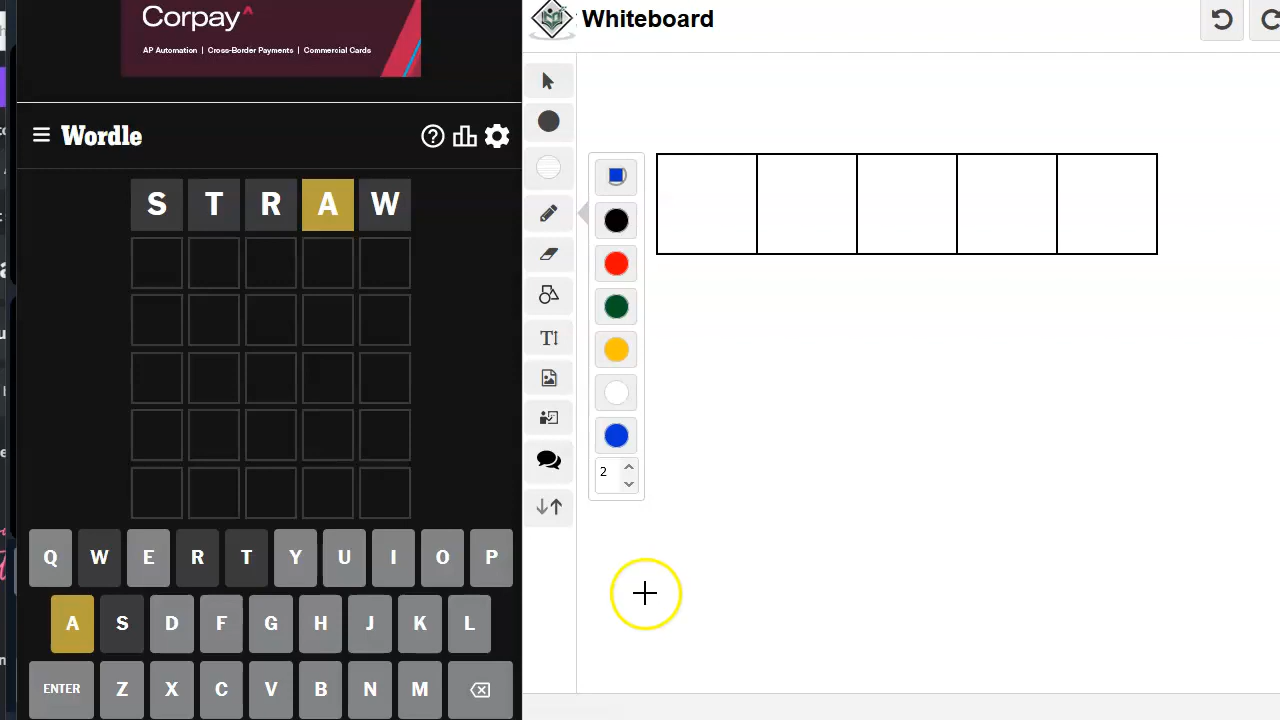 Corpay^
AP Automation | Cross-Border Payments | Commercial Cards
Whiteboard
Wordle
S T R A W
2
Q W E R T Y U I O P
A S D F G H J K L
ENTER Z X C V B N M